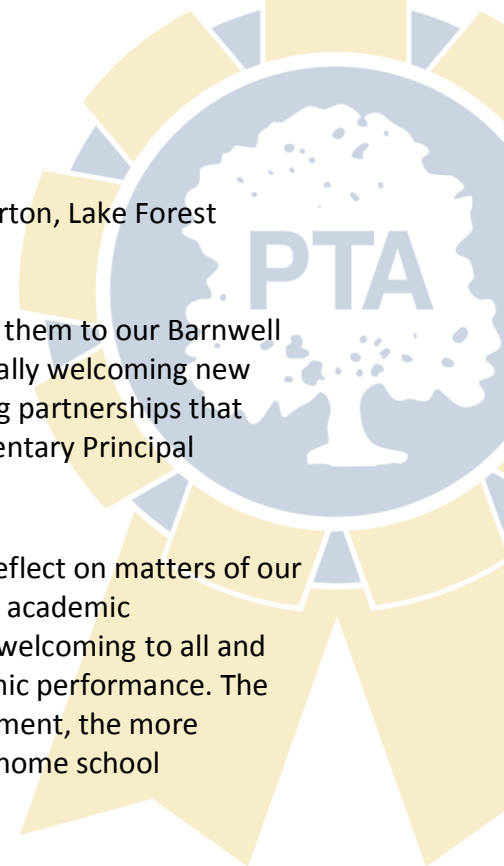 rton, Lake Forest
PTA
them to our Barnwell
ally welcoming new
g partnerships that
entary Principal
eflect on matters of our
academic
welcoming to all and
nic performance. The
ment, the more
home school